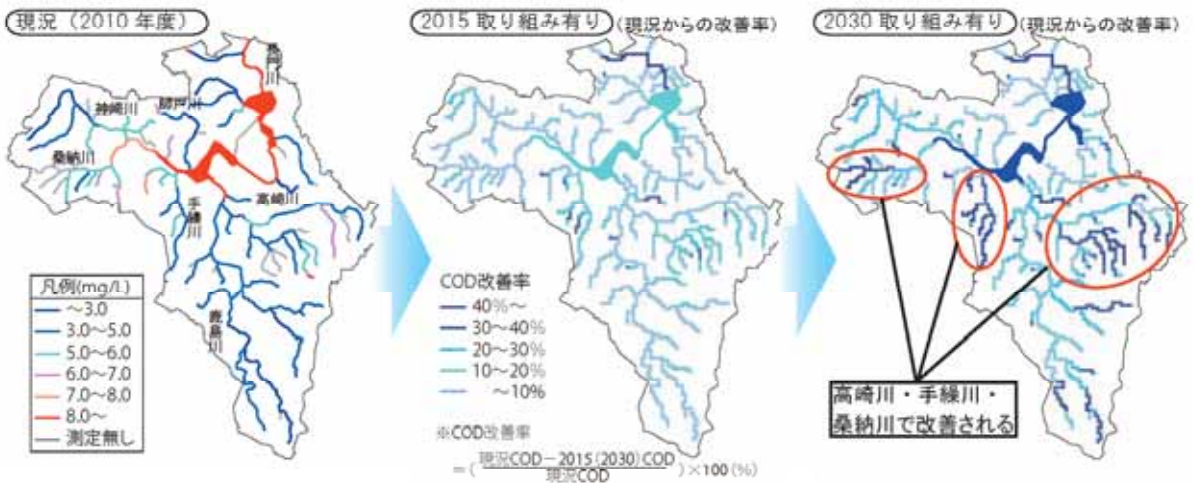 現況（2010 年度）
2015 取り組み有り (現況からの改善率)
2030 取り組み有り (現況からの改善率)
長門川
神崎川
師戸川
桑納川
手繰川
高崎川
鹿島川
凡例(mg/L)
～3.0
3.0～5.0
5.0～6.0
6.0～7.0
7.0～8.0
8.0～
測定無し
COD改善率
40％～
30～40%
20～30%
10～20%
～10%
※COD改善率
=(現況COD－2015(2030)COD
現況COD
)×100(%)
高崎川・手繰川・
桑納川で改善される